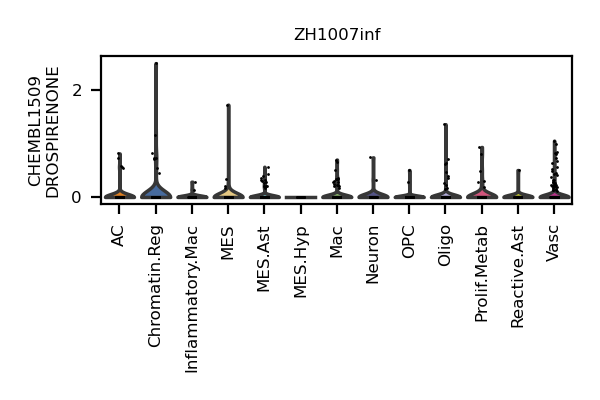 ZH1007inf
CHEMBL1509
DROSPIRENONE
2
0
AC
Chromatin.Reg
Inflammatory.Mac
MES
MES.Ast
MES.Hyp
Mac
Neuron
OPC
Oligo
Prolif.Metab
Reactive.Ast
Vasc